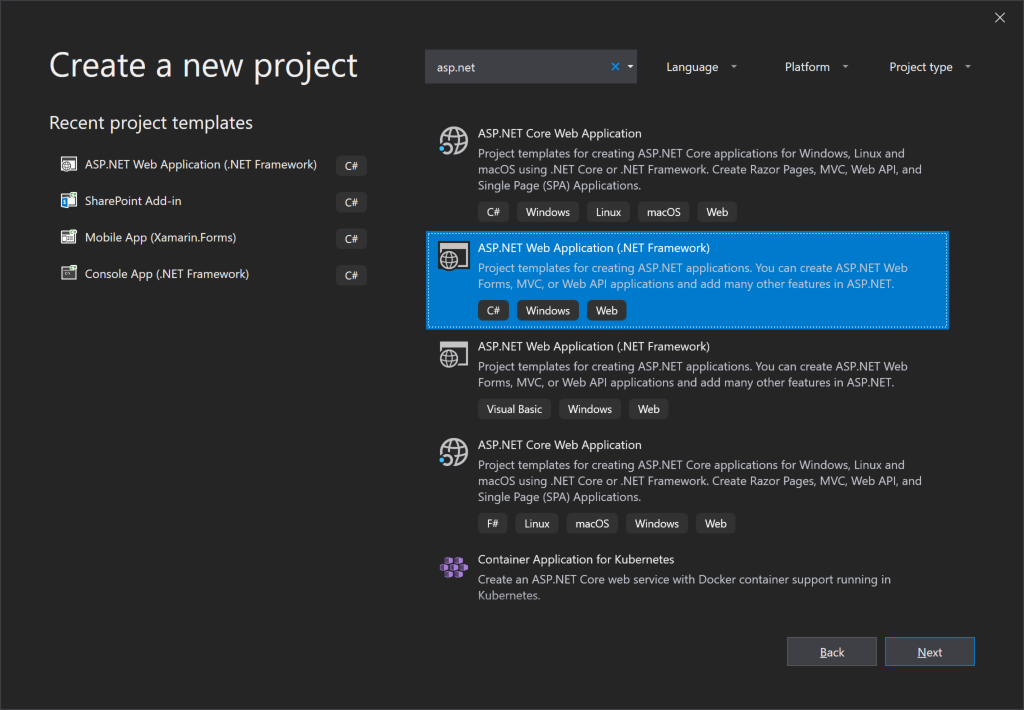 Create a new project
asp.net
Language
Platform
Project type
Recent project templates
ASP.NET Web Application (.NET Framework) C#
SharePoint Add-in C#
Mobile App (Xamarin.Forms) C#
Console App (.NET Framework) C#
ASP.NET Core Web Application
Project templates for creating ASP.NET Core applications for Windows, Linux and
macOS using .NET Core or .NET Framework. Create Razor Pages, MVC, Web API, and
Single Page (SPA) Applications.
C# Windows Linux macOS Web
ASP.NET Web Application (.NET Framework)
Project templates for creating ASP.NET applications. You can create ASP.NET Web
Forms, MVC, or Web API applications and add many other features in ASP.NET.
C# Windows Web
ASP.NET Web Application (.NET Framework)
Project templates for creating ASP.NET applications. You can create ASP.NET Web
Forms, MVC, or Web API applications and add many other features in ASP.NET.
Visual Basic Windows Web
ASP.NET Core Web Application
Project templates for creating ASP.NET Core applications for Windows, Linux and
macOS using .NET Core or .NET Framework. Create Razor Pages, MVC, Web API, and
Single Page (SPA) Applications.
F# Linux macOS Windows Web
Container Application for Kubernetes
Create an ASP.NET Core web service with Docker container support running in
Kubernetes.
Back
Next